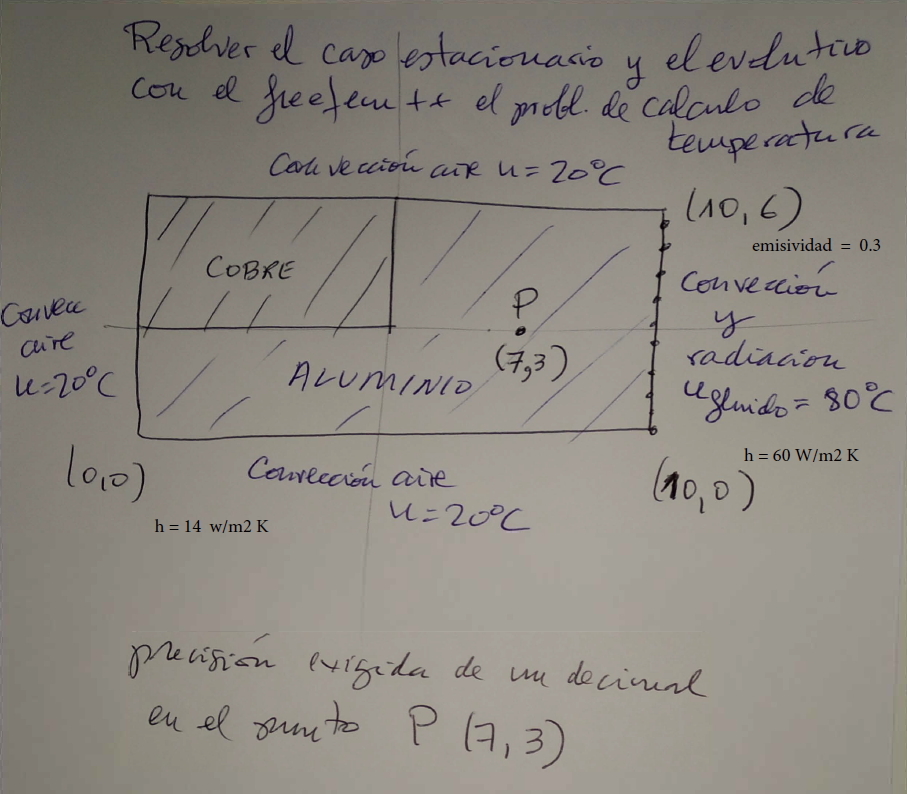 Resolver el caso estacionario y el evolutivo
con el freefem ++ el probl. de calculo de
temperatura
Convección aire u = 20°C
(10, 6)
emisividad = 0.3
COBRE
Convección
y
radiacion
u fluido = 80°C
Convecc
aire
u = 20°C
P
(7,3)
ALUMINIO
h = 60 W/m2 K
(0,0)
Convección aire
u = 20°C
(10,0)
h = 14 w/m2 K
precisión exigida de un decimal
en el punto P (7, 3)